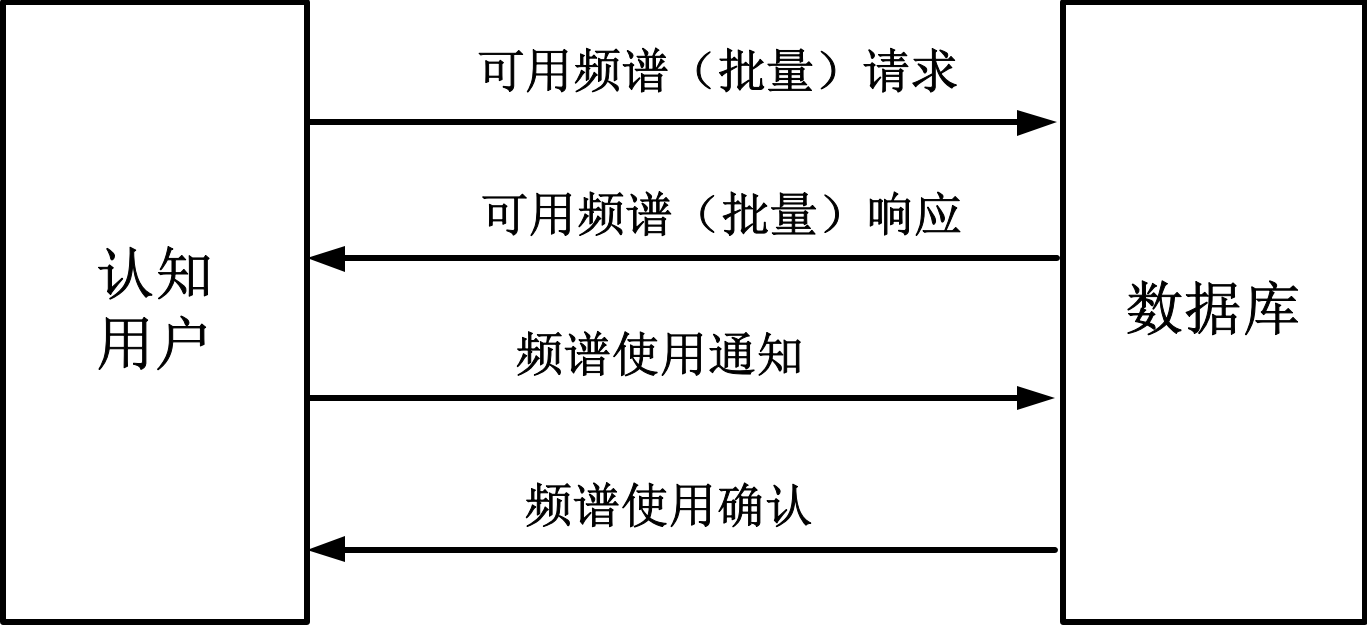 可用频谱（批量）请求
可用频谱（批量）响应
认知
用户
数据库
频谱使用通知
频谱使用确认